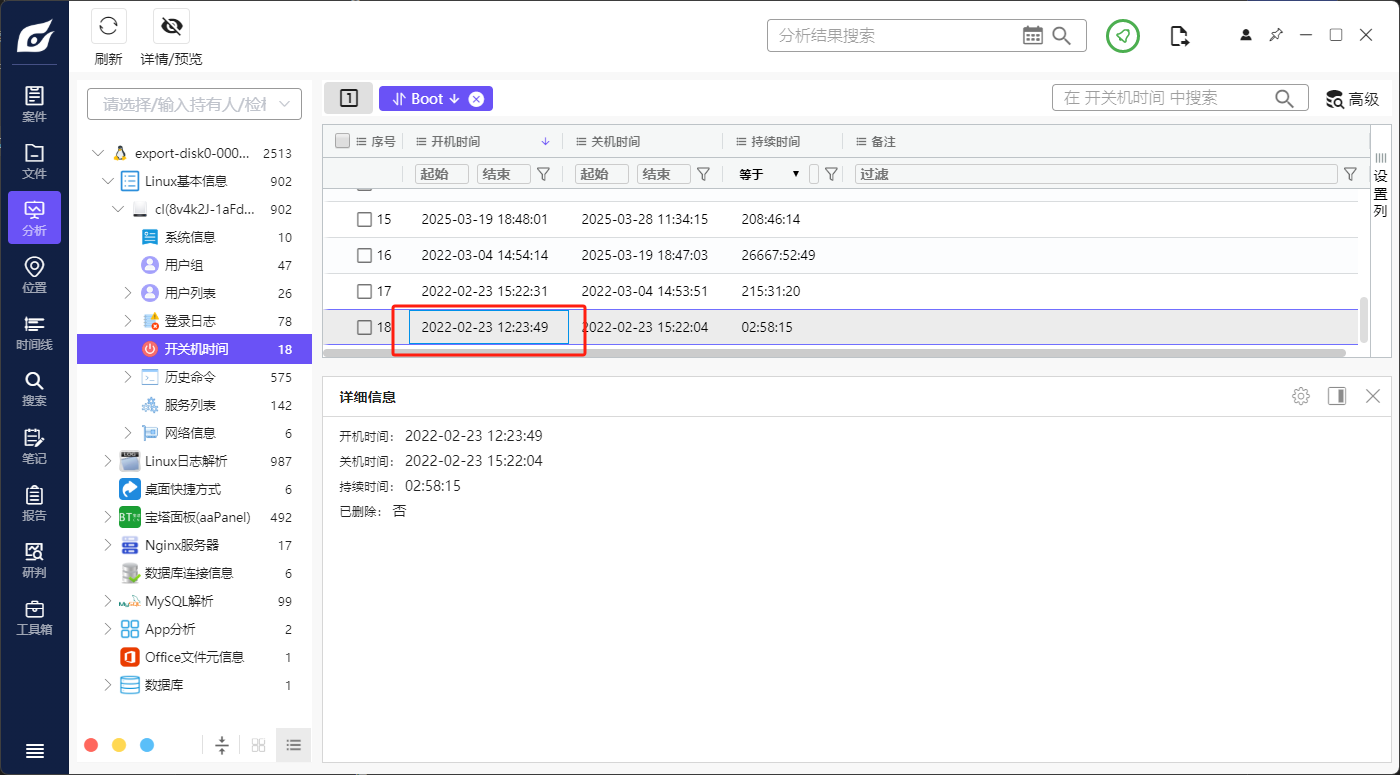 刷新
详情/预览
分析结果搜索
案件
文件
分析
位置
时间线
搜索
笔记
报告
研判
工具箱
请选择/输入持有人/检材
export-disk0-000... 2513
Linux基本信息 902
cl(8v4k2J-1aFd... 902
系统信息 10
用户组 47
用户列表 26
登录日志 78
开关机时间 18
历史命令 575
服务列表 142
网络信息 6
Linux日志解析 987
桌面快捷方式 6
宝塔面板(aaPanel) 492
Nginx服务器 17
数据库连接信息 6
MySQL解析 99
App分析 2
Office文件元信息 1
数据库 1
1 Boot
在 开关机时间 中搜索
高级
序号 开机时间 关机时间 持续时间 备注
起始 结束 起始 结束 等于 过滤
15 2025-03-19 18:48:01 2025-03-28 11:34:15 208:46:14
16 2022-03-04 14:54:14 2025-03-19 18:47:03 26667:52:49
17 2022-02-23 15:22:31 2022-03-04 14:53:51 215:31:20
18 2022-02-23 12:23:49 2022-02-23 15:22:04 02:58:15
设置列
详细信息
开机时间: 2022-02-23 12:23:49
关机时间: 2022-02-23 15:22:04
持续时间: 02:58:15
已删除: 否